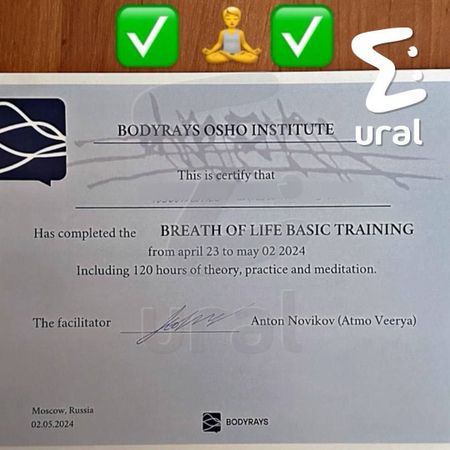 ural
BODYRAYS OSHO INSTITUTE
This is certify that
Has completed the BREATH OF LIFE BASIC TRAINING
from april 23 to may 02 2024
Including 120 hours of theory, practice and meditation.
ural
The facilitator Anton Novikov (Atmo Veerya)
Moscow, Russia
02.05.2024
BODYRAYS